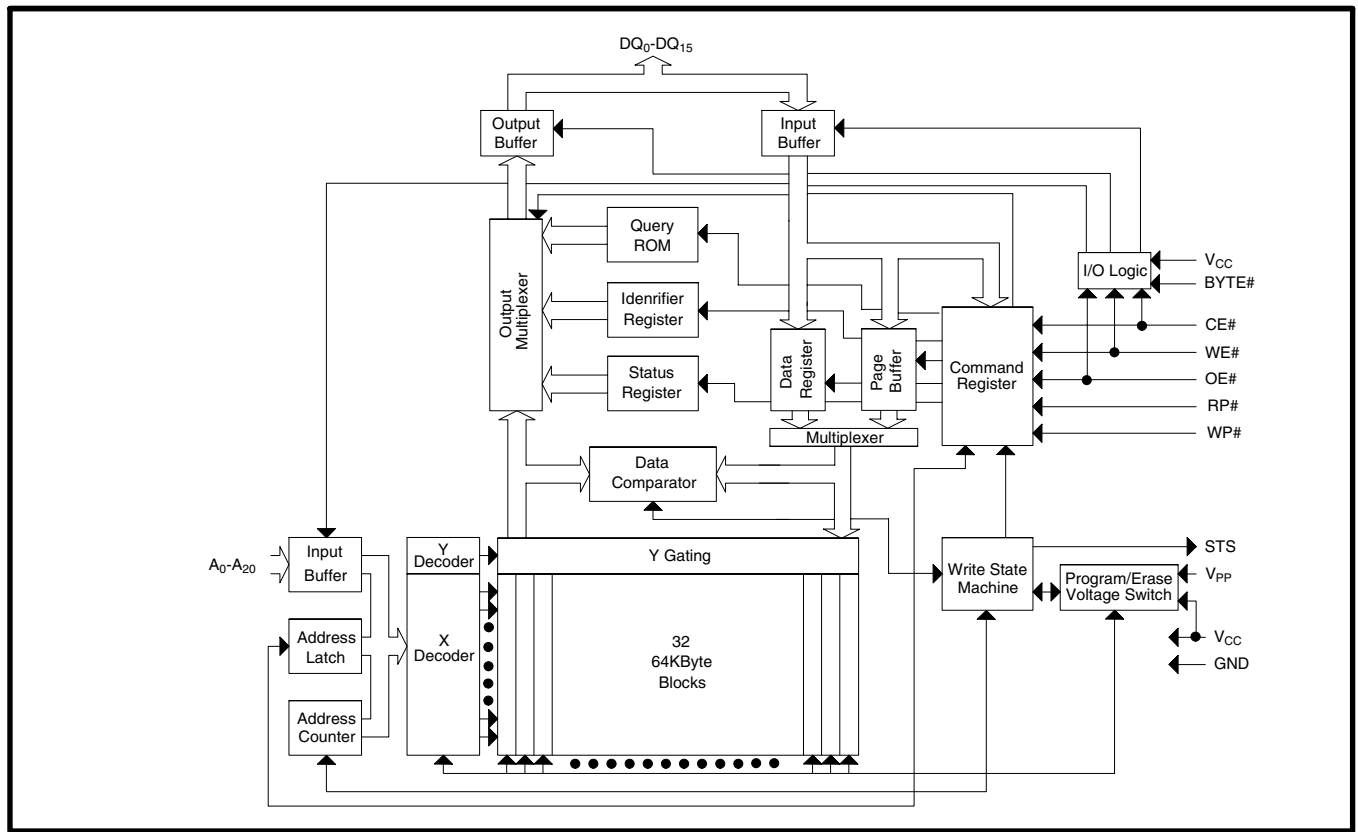 DQ0-DQ15
Output
Buffer
Input
Buffer
Output
Multiplexer
Query
ROM
Idenrifier
Register
Status
Register
Data
Register
Page
Buffer
Command
Register
I/O Logic
VCC
BYTE#
CE#
WE#
OE#
RP#
WP#
Multiplexer
Data
Comparator
A0-A20
Input
Buffer
Y
Decoder
Y Gating
Address
Latch
X
Decoder
32
64KByte
Blocks
Address
Counter
Write State
Machine
Program/Erase
Voltage Switch
STS
VPP
VCC
GND